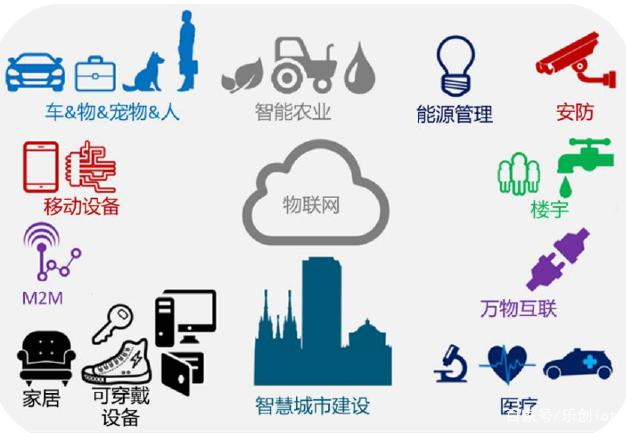 车&物&宠物&人
智能农业
能源管理
安防
移动设备
物联网
楼宇
M2M
万物互联
家居
可穿戴
设备
智慧城市建设
医疗
百家号/乐创iot